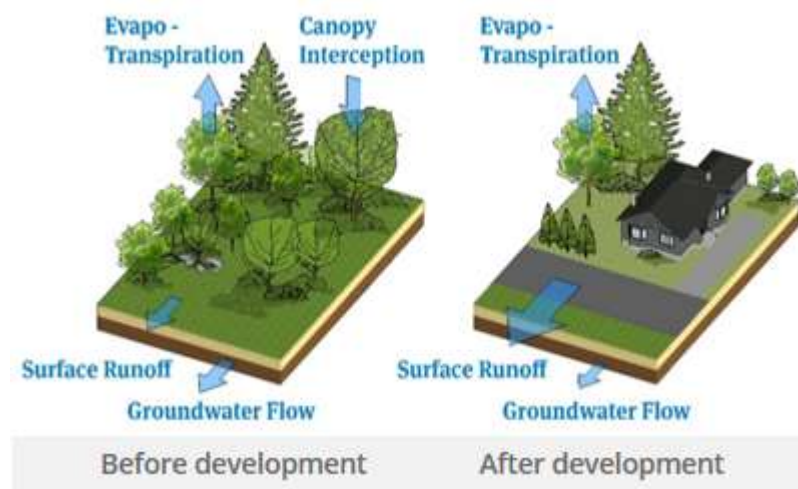 Evapo -
Transpiration
Canopy
Interception
Surface Runoff
Groundwater Flow
Before development
Evapo -
Transpiration
Surface Runoff
Groundwater Flow
After development